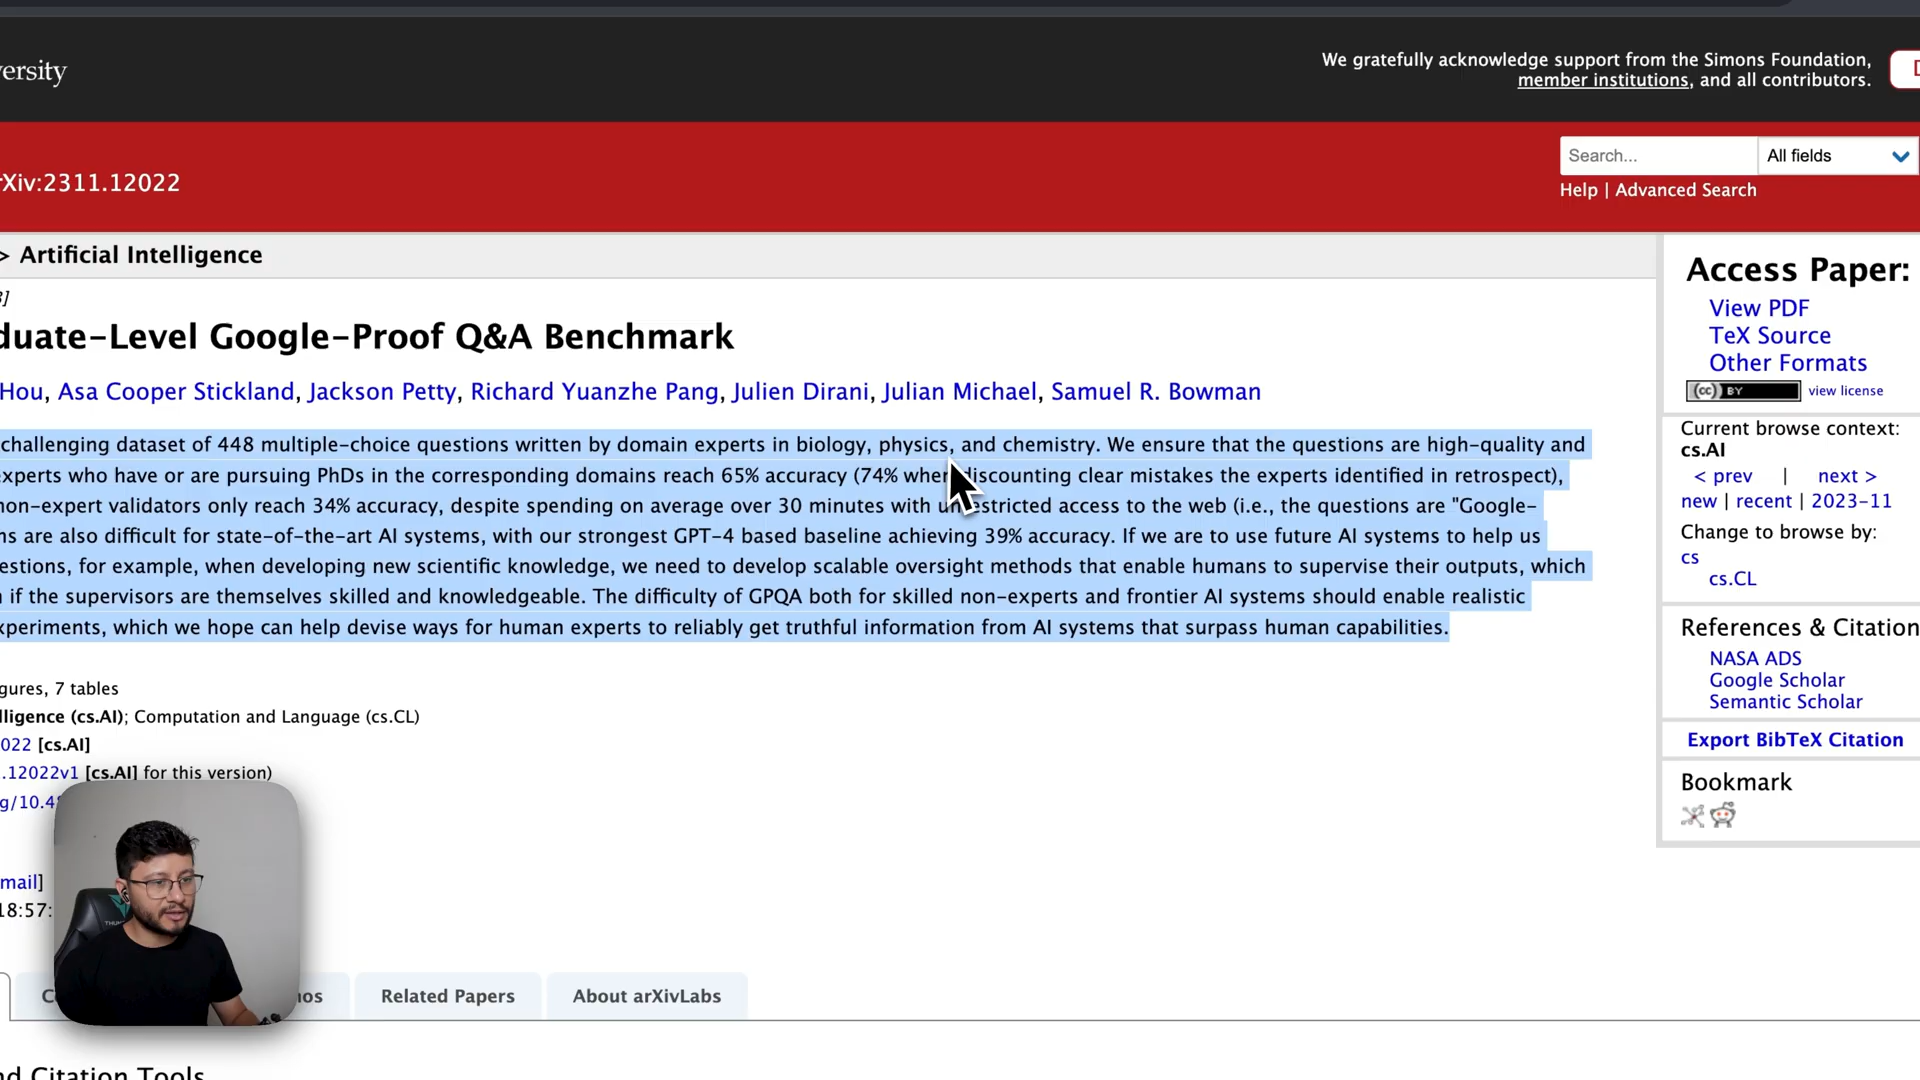 ersity
We gratefully acknowledge support from the Simons Foundation,
member institutions, and all contributors.
rXiv:2311.12022
Search...
All fields
Help | Advanced Search
> Artificial Intelligence
3]
duate-Level Google-Proof Q&A Benchmark
Hou, Asa Cooper Stickland, Jackson Petty, Richard Yuanzhe Pang, Julien Dirani, Julian Michael, Samuel R. Bowman
challenging dataset of 448 multiple-choice questions written by domain experts in biology, physics, and chemistry. We ensure that the questions are high-quality and
experts who have or are pursuing PhDs in the corresponding domains reach 65% accuracy (74% when discounting clear mistakes the experts identified in retrospect),
non-expert validators only reach 34% accuracy, despite spending on average over 30 minutes with unrestricted access to the web (i.e., the questions are "Google-
ns are also difficult for state-of-the-art AI systems, with our strongest GPT-4 based baseline achieving 39% accuracy. If we are to use future AI systems to help us
estions, for example, when developing new scientific knowledge, we need to develop scalable oversight methods that enable humans to supervise their outputs, which
if the supervisors are themselves skilled and knowledgeable. The difficulty of GPQA both for skilled non-experts and frontier AI systems should enable realistic
xperiments, which we hope can help devise ways for human experts to reliably get truthful information from AI systems that surpass human capabilities.
gures, 7 tables
lligence (cs.AI); Computation and Language (cs.CL)
022 [cs.AI]
.12022v1 [cs.AI] for this version)
g/10.4
mail]
18:57:
Related Papers
About arXivLabs
nd Citation Tools
Access Paper:
View PDF
TeX Source
Other Formats
(cc) BY view license
Current browse context:
cs.AI
< prev | next >
new | recent | 2023-11
Change to browse by:
cs
cs.CL
References & Citation
NASA ADS
Google Scholar
Semantic Scholar
Export BibTeX Citation
Bookmark